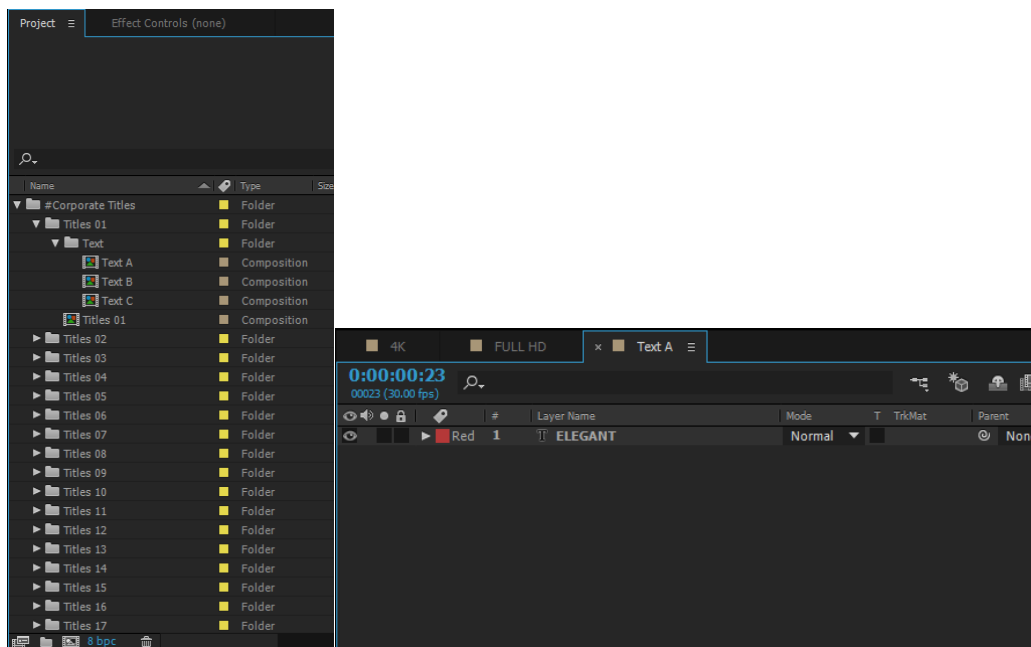 Project
Effect Controls (none)
Name Type Size
#Corporate Titles Folder
Titles 01 Folder
Text Folder
Text A Composition
Text B Composition
Text C Composition
Titles 01 Composition
Titles 02 Folder
Titles 03 Folder
Titles 04 Folder
Titles 05 Folder
Titles 06 Folder
Titles 07 Folder
Titles 08 Folder
Titles 09 Folder
Titles 10 Folder
Titles 11 Folder
Titles 12 Folder
Titles 13 Folder
Titles 14 Folder
Titles 15 Folder
Titles 16 Folder
Titles 17 Folder
8 bpc
4K FULL HD × Text A
0:00:00:23
00023 (30.00 fps)
# Layer Name Mode T TrkMat Parent
Red 1 T ELEGANT Normal Non